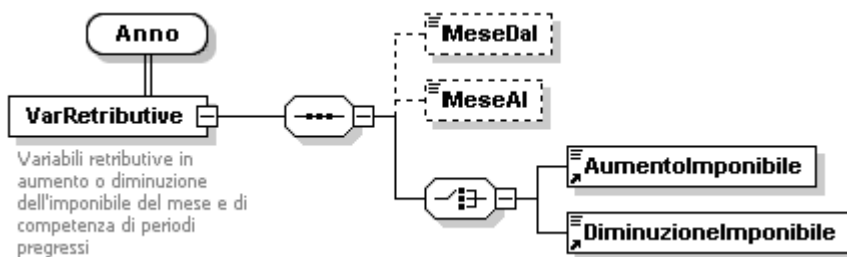 Anno
MeseDal
MeseAl
VarRetributive
Variabili retributive in
aumento o diminuzione
dell'imponibile del mese e di
competenza di periodi
pregressi
AumentoImponibile
DiminuzioneImponibile